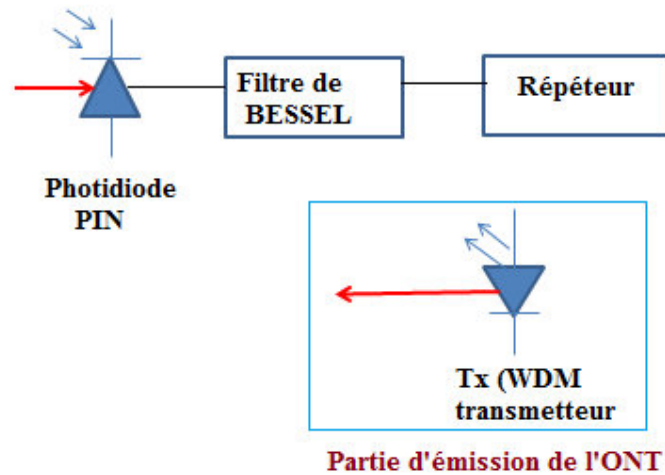 Filtre de
BESSEL
Répéteur
Photidiode
PIN
Tx (WDM
transmetteur
Partie d'émission de l'ONT